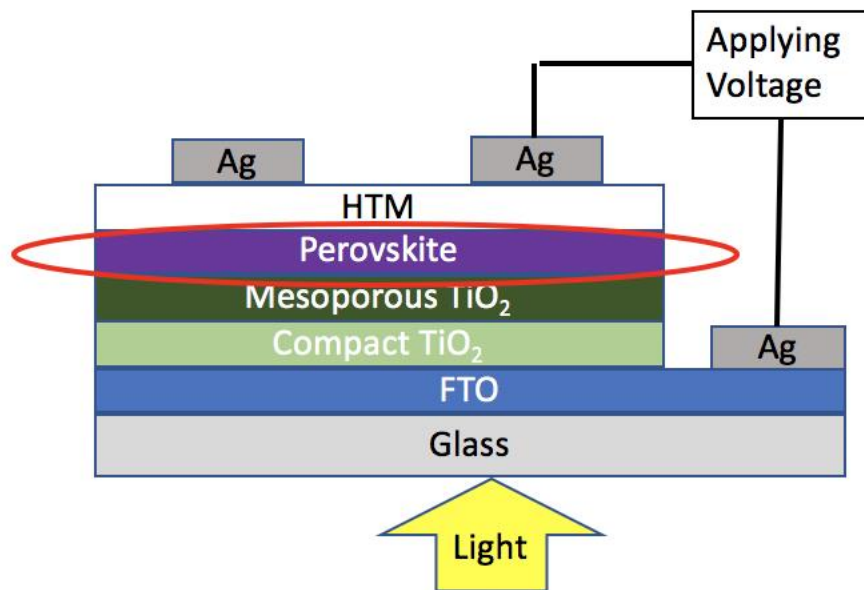 Applying
Voltage
Ag
Ag
HTM
Perovskite
Mesoporous TiO₂
Compact TiO₂
Ag
FTO
Glass
Light